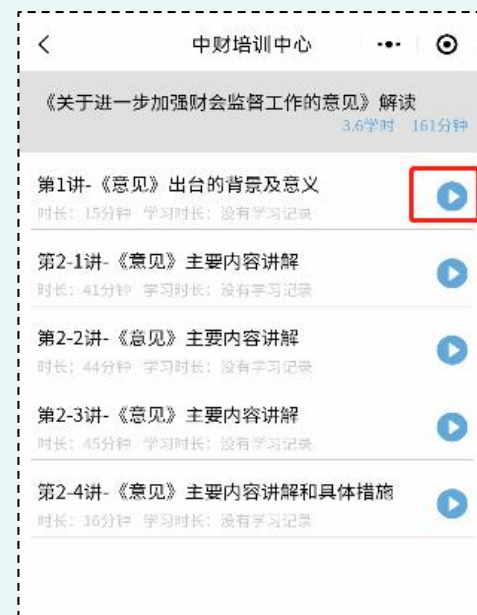 中财培训中心
《关于进一步加强财会监督工作的意见》解读
3.6学时 161分钟
第1讲-《意见》出台的背景及意义
时长：15分钟 学习时长：没有学习记录
第2-1讲-《意见》主要内容讲解
时长：41分钟 学习时长：没有学习记录
第2-2讲-《意见》主要内容讲解
时长：44分钟 学习时长：没有学习记录
第2-3讲-《意见》主要内容讲解
时长：45分钟 学习时长：没有学习记录
第2-4讲-《意见》主要内容讲解和具体措施
时长：16分钟 学习时长：没有学习记录